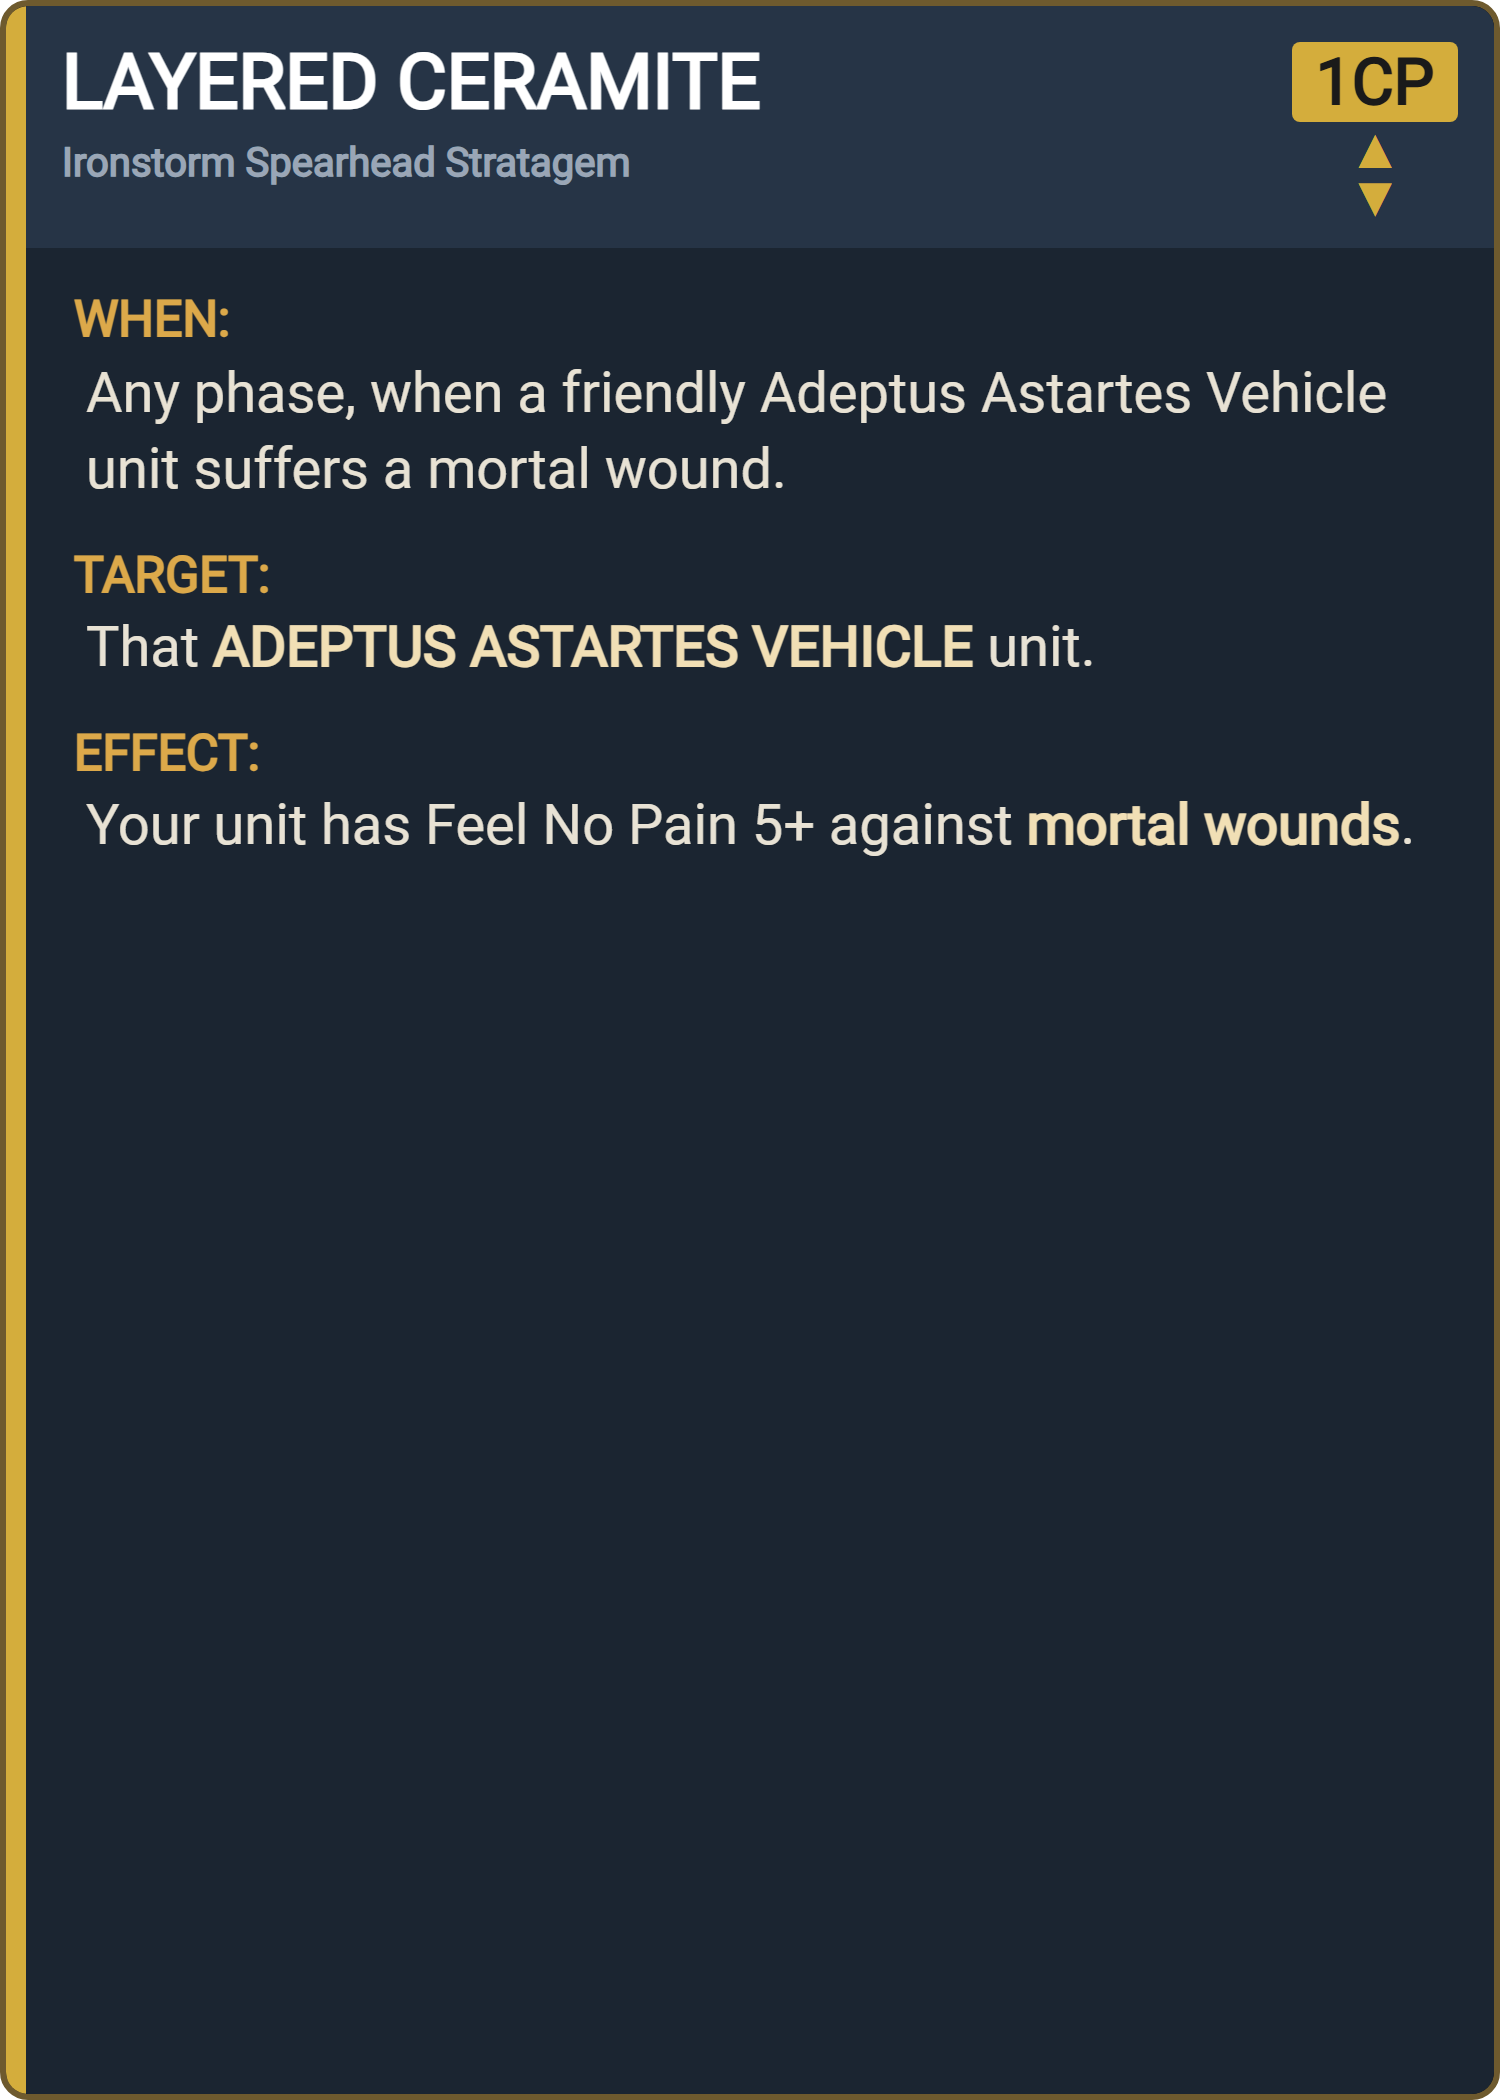 LAYERED CERAMITE
1CP
Ironstorm Spearhead Stratagem
▲
▼
WHEN:
Any phase, when a friendly Adeptus Astartes Vehicle
unit suffers a mortal wound.
TARGET:
That ADEPTUS ASTARTES VEHICLE unit.
EFFECT:
Your unit has Feel No Pain 5+ against mortal wounds.